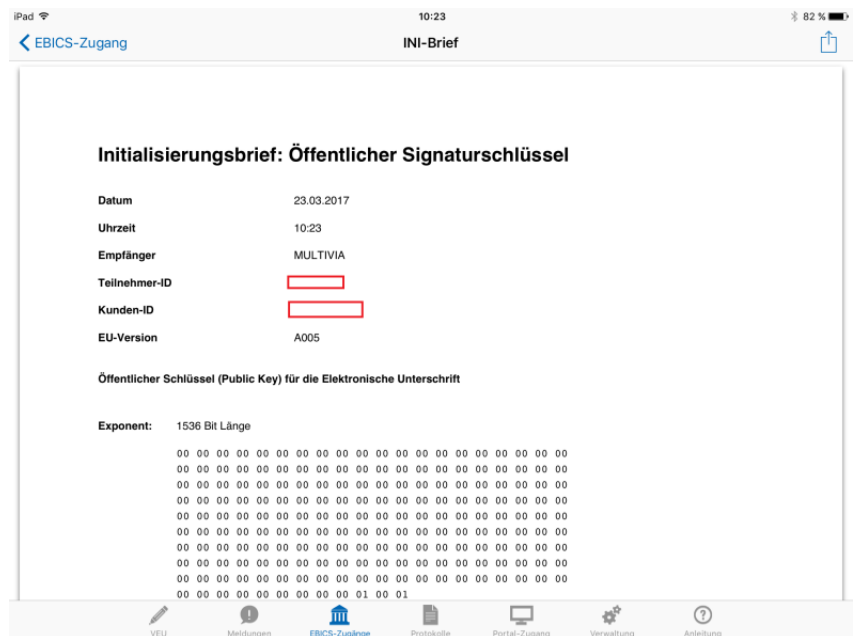 iPad 10:23 82 %
EBICS-Zugang INI-Brief
Initialisierungsbrief: Öffentlicher Signaturschlüssel
Datum 23.03.2017
Uhrzeit 10:23
Empfänger MULTIVIA
Teilnehmer-ID
Kunden-ID
EU-Version A005
Öffentlicher Schlüssel (Public Key) für die Elektronische Unterschrift
Exponent: 1536 Bit Länge
00 00 00 00 00 00 00 00 00 00 00 00 00 00 00 00 00 00 00 00
00 00 00 00 00 00 00 00 00 00 00 00 00 00 00 00 00 00 00 00
00 00 00 00 00 00 00 00 00 00 00 00 00 00 00 00 00 00 00 00
00 00 00 00 00 00 00 00 00 00 00 00 00 00 00 00 00 00 00 00
00 00 00 00 00 00 00 00 00 00 00 00 00 00 00 00 00 00 00 00
00 00 00 00 00 00 00 00 00 00 00 00 00 00 00 00 00 00 00 00
00 00 00 00 00 00 00 00 00 00 00 00 00 00 00 00 00 00 00 00
00 00 00 00 00 00 00 00 00 00 00 00 00 00 00 00 00 00 00 00
00 00 00 00 00 00 00 00 00 00 00 00 00 00 00 00 00 00 00 00
00 00 00 00 00 00 00 00 00 01 00 01
VEU Meldungen EBICS-Zugänge Protokolle Portal-Zugang Verwaltung Anleitung